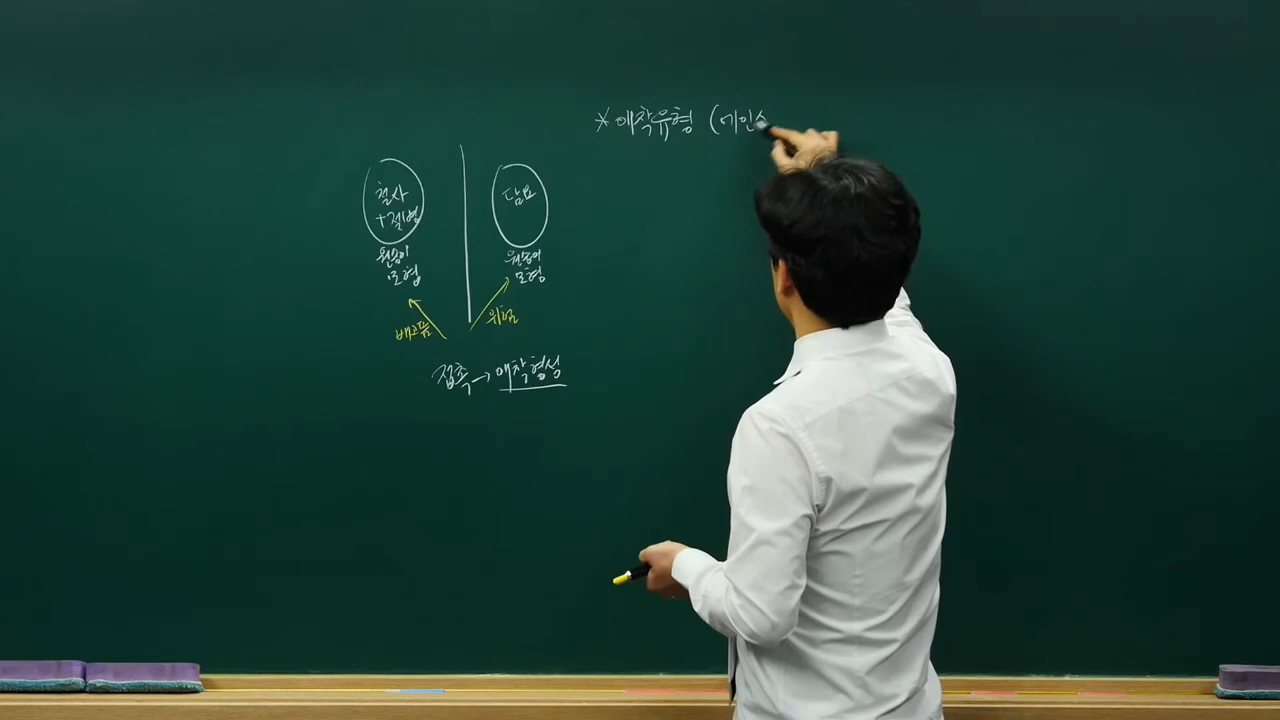 * 애착유형 (에인스
철사
+젖병
원숭이
모형
담요
원숭이
모형
배고픔
위험
접촉→애착형성